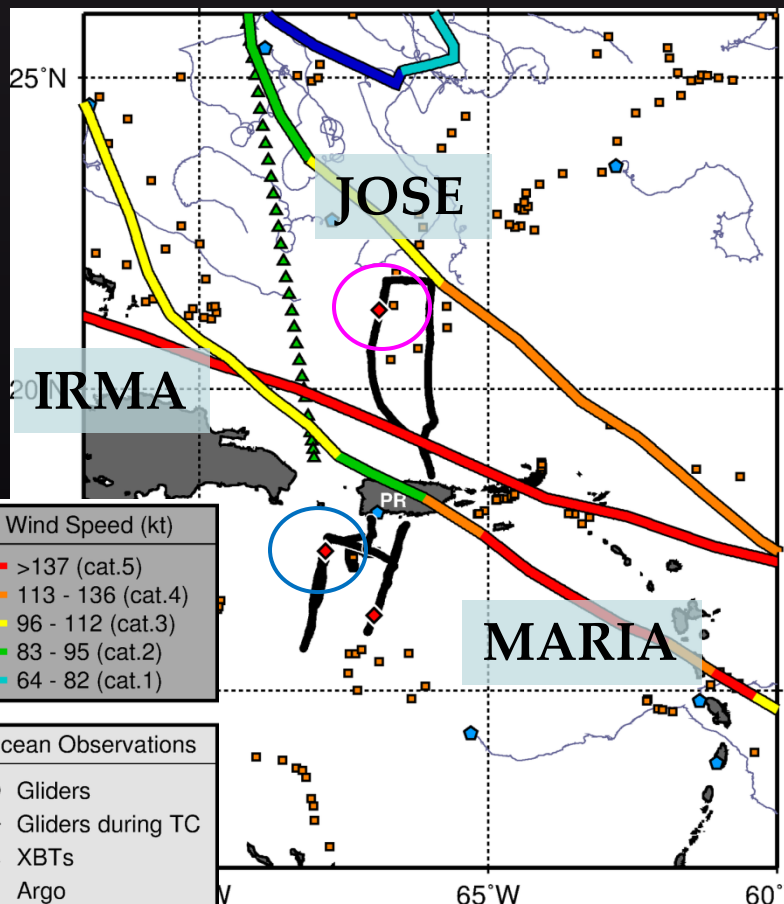 25°N
JOSE
20°N
IRMA
PR
MARIA
Wind Speed (kt)
>137 (cat.5)
113 - 136 (cat.4)
96 - 112 (cat.3)
83 - 95 (cat.2)
64 - 82 (cat.1)
cean Observations
Gliders
Gliders during TC
XBTs
Argo
W
65°W
60°